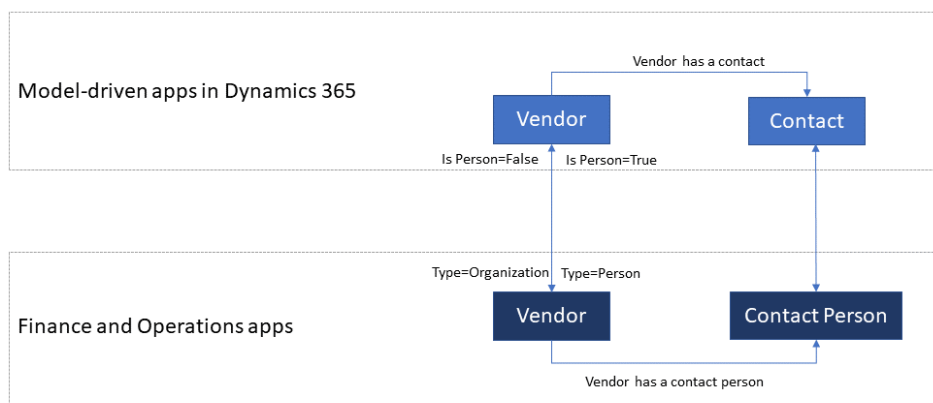 Vendor has a contact
Model-driven apps in Dynamics 365
Vendor
Contact
Is Person=False
Is Person=True
Type=Organization
Type=Person
Finance and Operations apps
Vendor
Contact Person
Vendor has a contact person